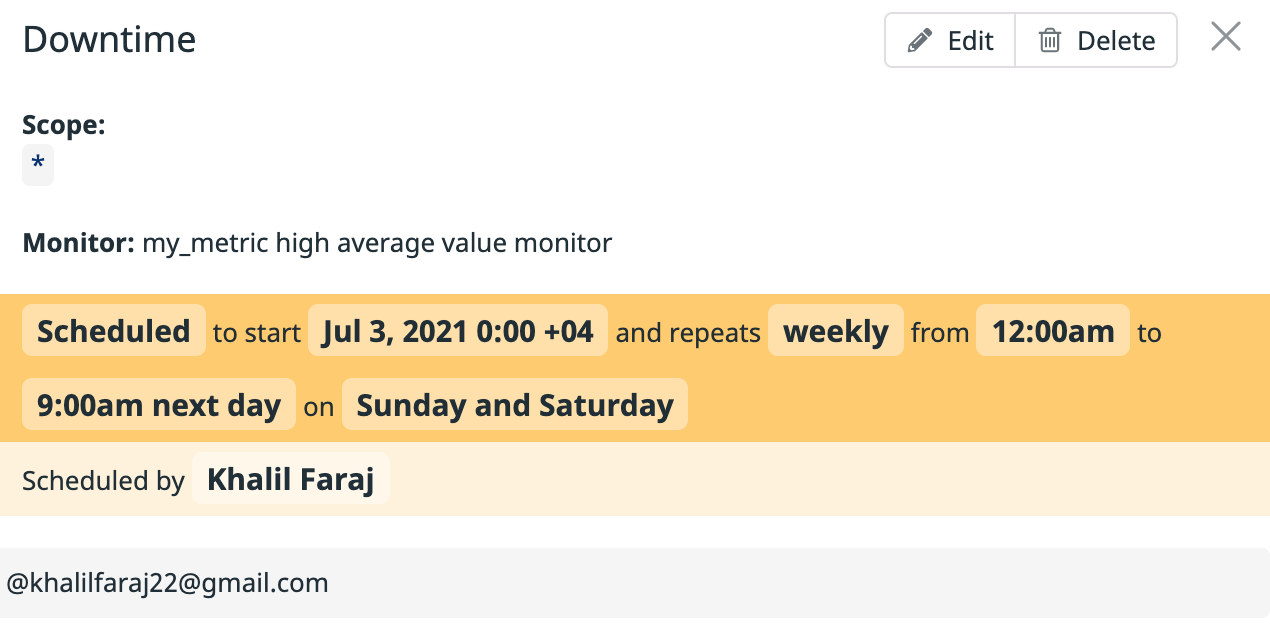 Downtime
Edit
Delete
Scope:
*
Monitor: my_metric high average value monitor
Scheduled to start Jul 3, 2021 0:00 +04 and repeats weekly from 12:00am to
9:00am next day on Sunday and Saturday
Scheduled by Khalil Faraj
@khalilfaraj22@gmail.com